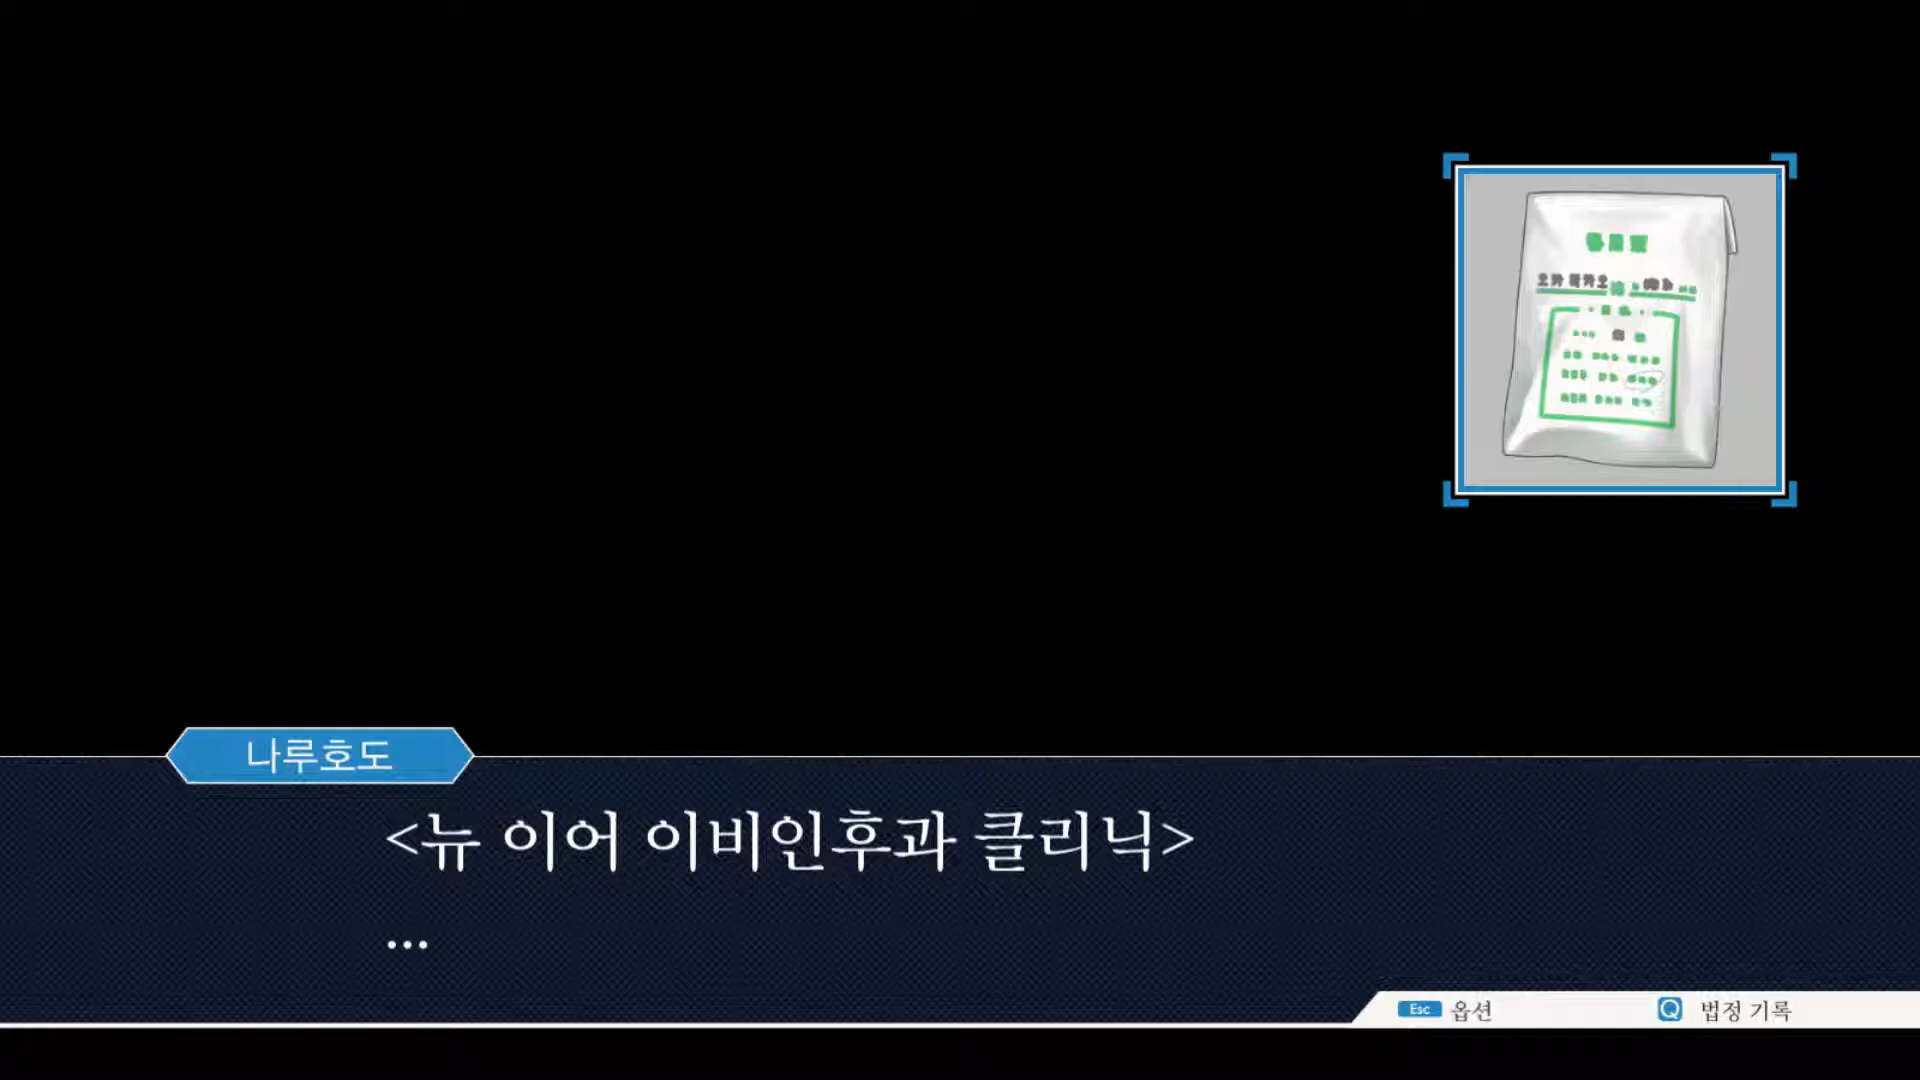 나루호도
<뉴 이어 이비인후과 클리닉>
...
Esc 옵션
Q 법정 기록